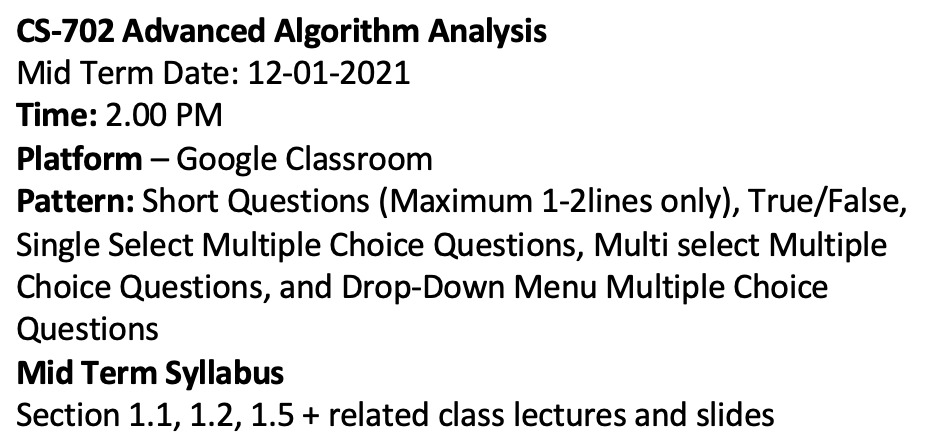 CS-702 Advanced Algorithm Analysis
Mid Term Date: 12-01-2021
Time: 2.00 PM
Platform – Google Classroom
Pattern: Short Questions (Maximum 1-2lines only), True/False,
Single Select Multiple Choice Questions, Multi select Multiple
Choice Questions, and Drop-Down Menu Multiple Choice
Questions
Mid Term Syllabus
Section 1.1, 1.2, 1.5 + related class lectures and slides